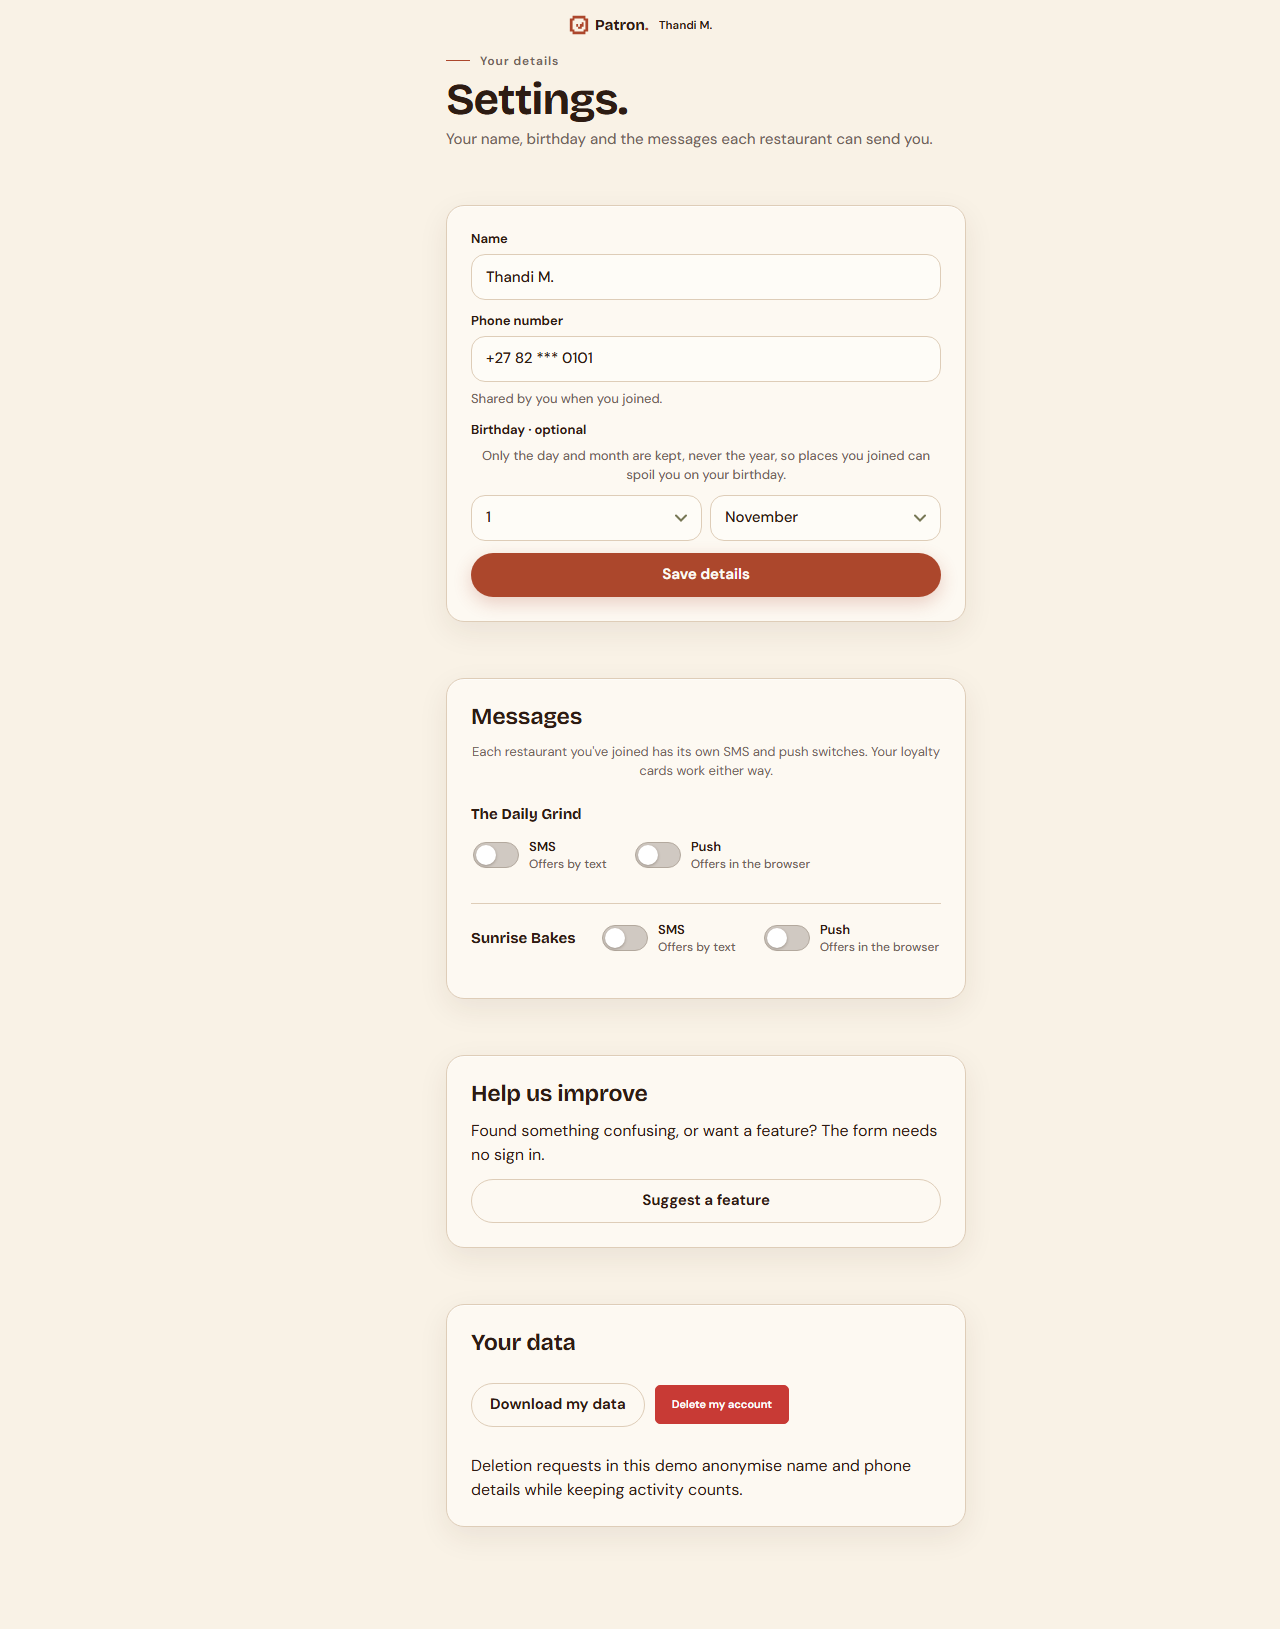 Patron. Thandi M.
Your details
Settings.
Your name, birthday and the messages each restaurant can send you.
Name
Thandi M.
Phone number
+27 82 *** 0101
Shared by you when you joined.
Birthday · optional
Only the day and month are kept, never the year, so places you joined can
spoil you on your birthday.
1 November
Save details
Messages
Each restaurant you've joined has its own SMS and push switches. Your loyalty
cards work either way.
The Daily Grind
SMS Push
Offers by text Offers in the browser
Sunrise Bakes SMS Push
Offers by text Offers in the browser
Help us improve
Found something confusing, or want a feature? The form needs
no sign in.
Suggest a feature
Your data
Download my data Delete my account
Deletion requests in this demo anonymise name and phone
details while keeping activity counts.